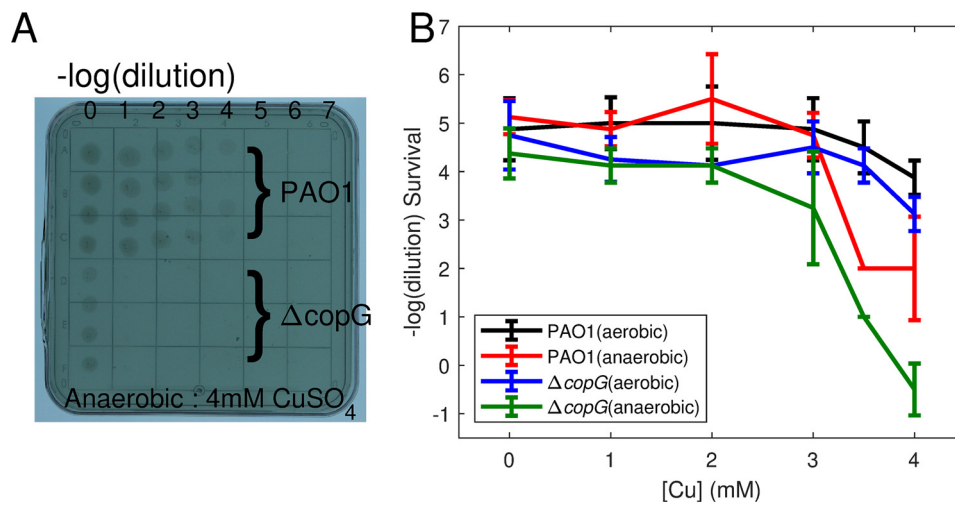 A
-log(dilution)
0 1 2 3 4 5 6 7
PAO1
ΔcopG
Anaerobic : 4mM CuSO4
B
7
6
5
4
3
2
1
0
-1
-log(dilution) Survival
PAO1(aerobic)
PAO1(anaerobic)
ΔcopG(aerobic)
ΔcopG(anaerobic)
0 1 2 3 4
[Cu] (mM)